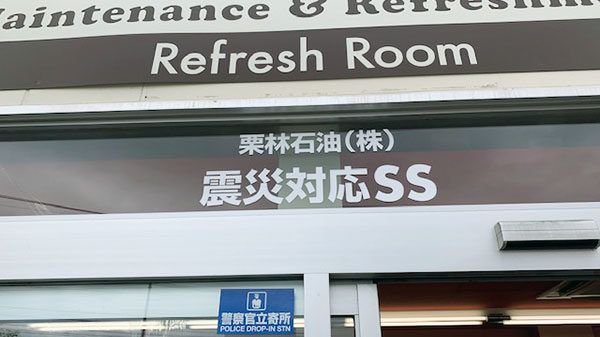 Maintenance & Refreshm
Refresh Room
栗林石油(株)
震災対応SS
警察官立寄所
POLICE DROP-IN STN